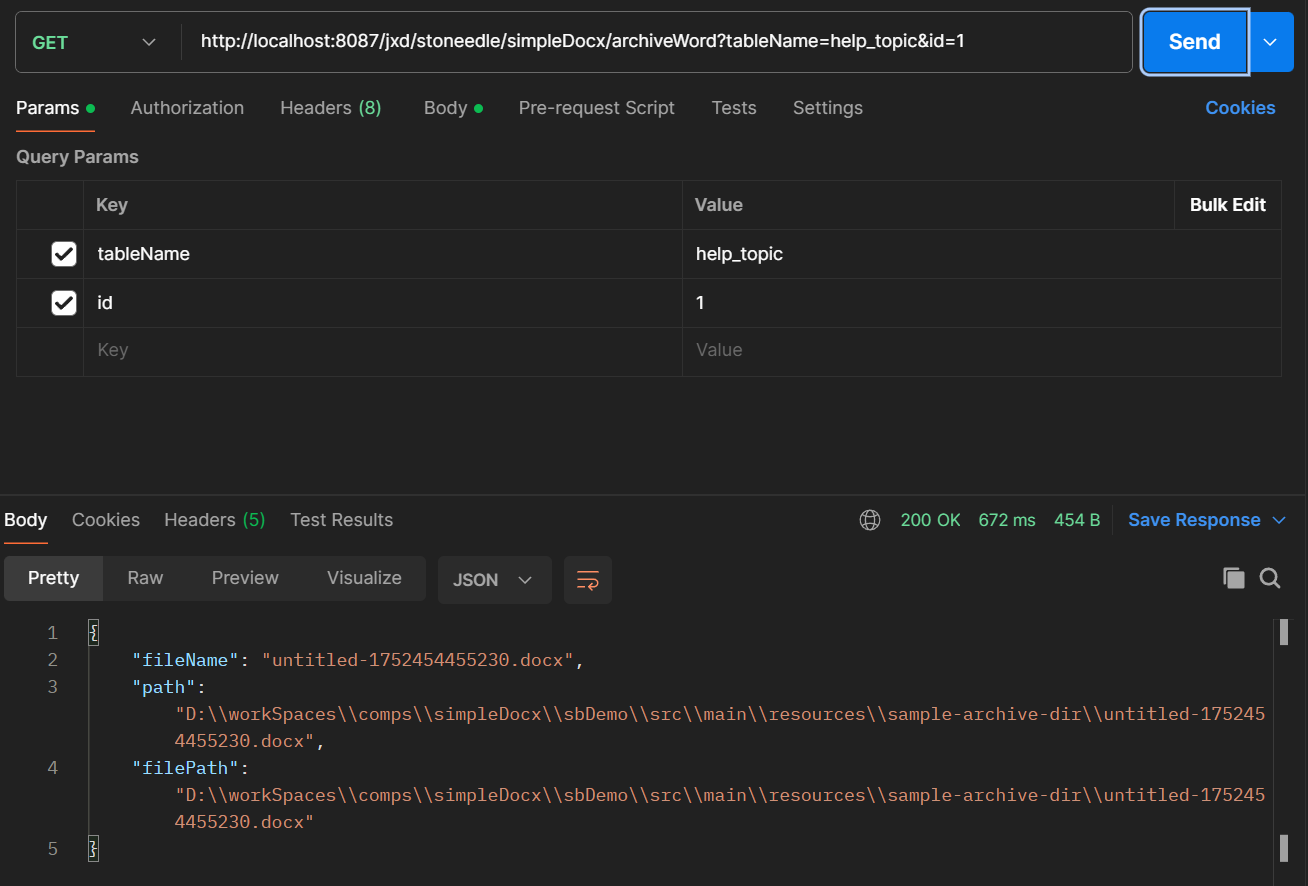 GET http://localhost:8087/jxd/stoneedle/simpleDocx/archiveWord?tableName=help_topic&id=1 Send
Params Authorization Headers (8) Body Pre-request Script Tests Settings Cookies
Query Params
Key Value Bulk Edit
tableName help_topic
id 1
Key Value
Body Cookies Headers (5) Test Results 200 OK 672 ms 454 B Save Response
Pretty Raw Preview Visualize JSON
1 {
2 "fileName": "untitled-1752454455230.docx",
3 "path":
"D:\\workSpaces\\comps\\simpleDocx\\sbDemo\\src\\main\\resources\\sample-archive-dir\\untitled-175245
4455230.docx",
4 "filePath":
"D:\\workSpaces\\comps\\simpleDocx\\sbDemo\\src\\main\\resources\\sample-archive-dir\\untitled-175245
4455230.docx"
5 }